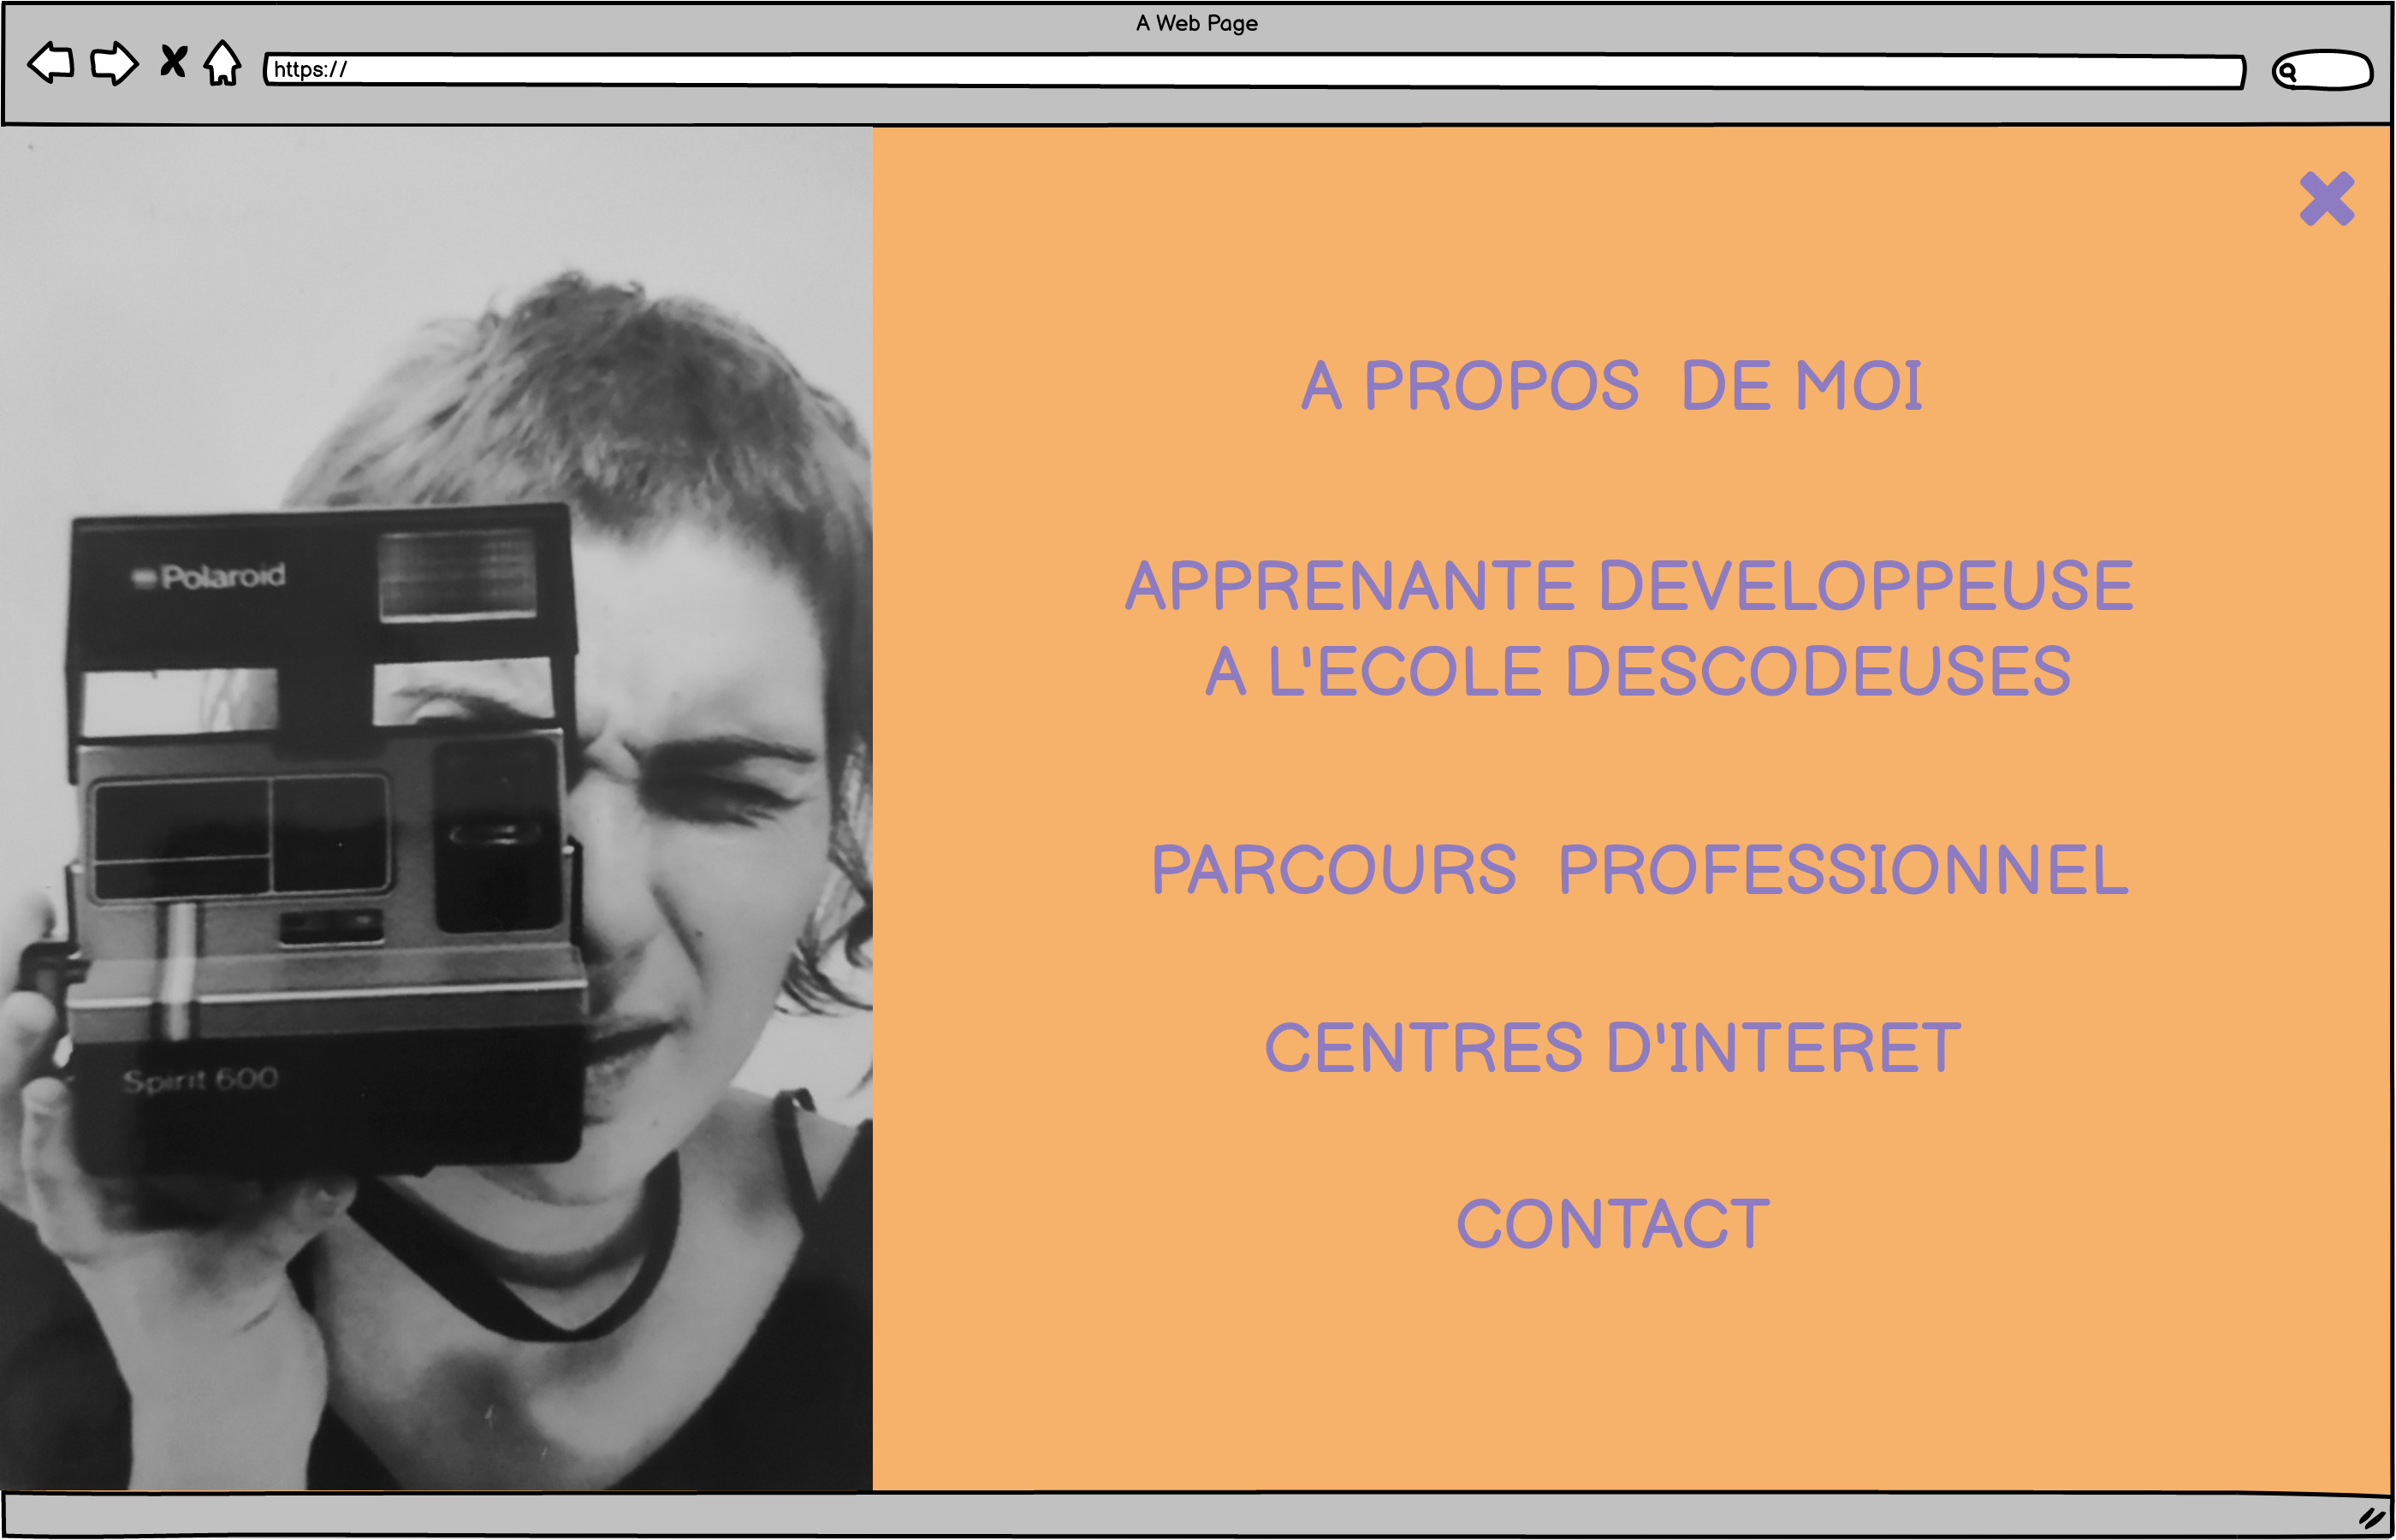 A Web Page
https://
Polaroid
Spirit 600
A PROPOS DE MOI
APPRENANTE DEVELOPPEUSE
A L'ECOLE DESCODEUSES
PARCOURS PROFESSIONNEL
CENTRES D'INTERET
CONTACT